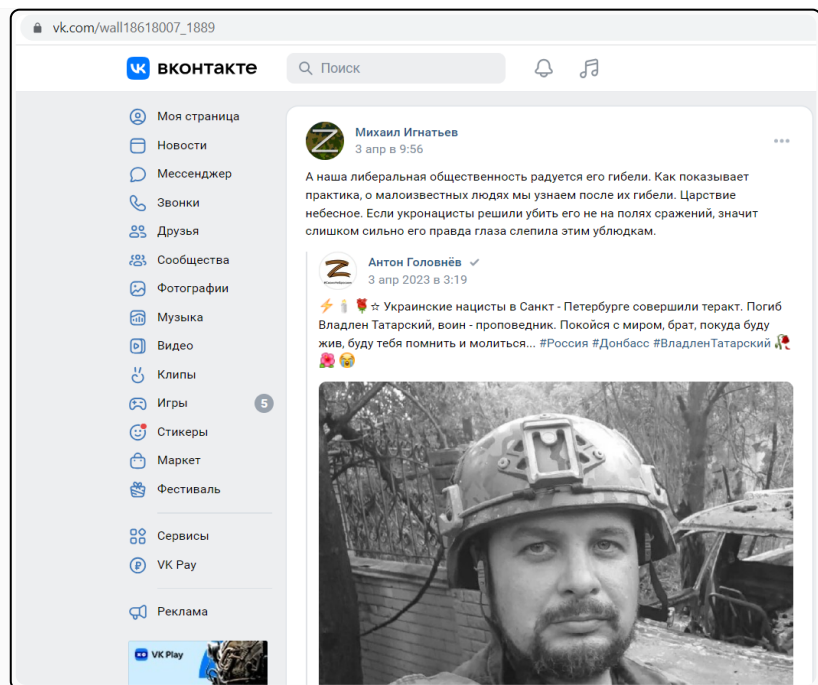 vk.com/wall18618007_1889
вконтакте
Поиск
Моя страница
Новости
Мессенджер
Звонки
Друзья
Сообщества
Фотографии
Музыка
Видео
Клипы
Игры
5
Стикеры
Маркет
Фестиваль
Сервисы
VK Pay
Реклама
VK Play
Михаил Игнатьев
3 апр в 9:56
А наша либеральная общественность радуется его гибели. Как показывает
практика, о малоизвестных людях мы узнаем после их гибели. Царствие
небесное. Если укронацисты решили убить его не на полях сражений, значит
слишком сильно его правда глаза слепила этим ублюдкам.
Антон Головнёв
3 апр 2023 в 3:19
⚡🕯🌹☆ Украинские нацисты в Санкт - Петербурге совершили теракт. Погиб
Владлен Татарский, воин - проповедник. Покойся с миром, брат, покуда буду
жив, буду тебя помнить и молиться... #Россия #Донбасс #ВладленТатарский 🥀
🌺😭